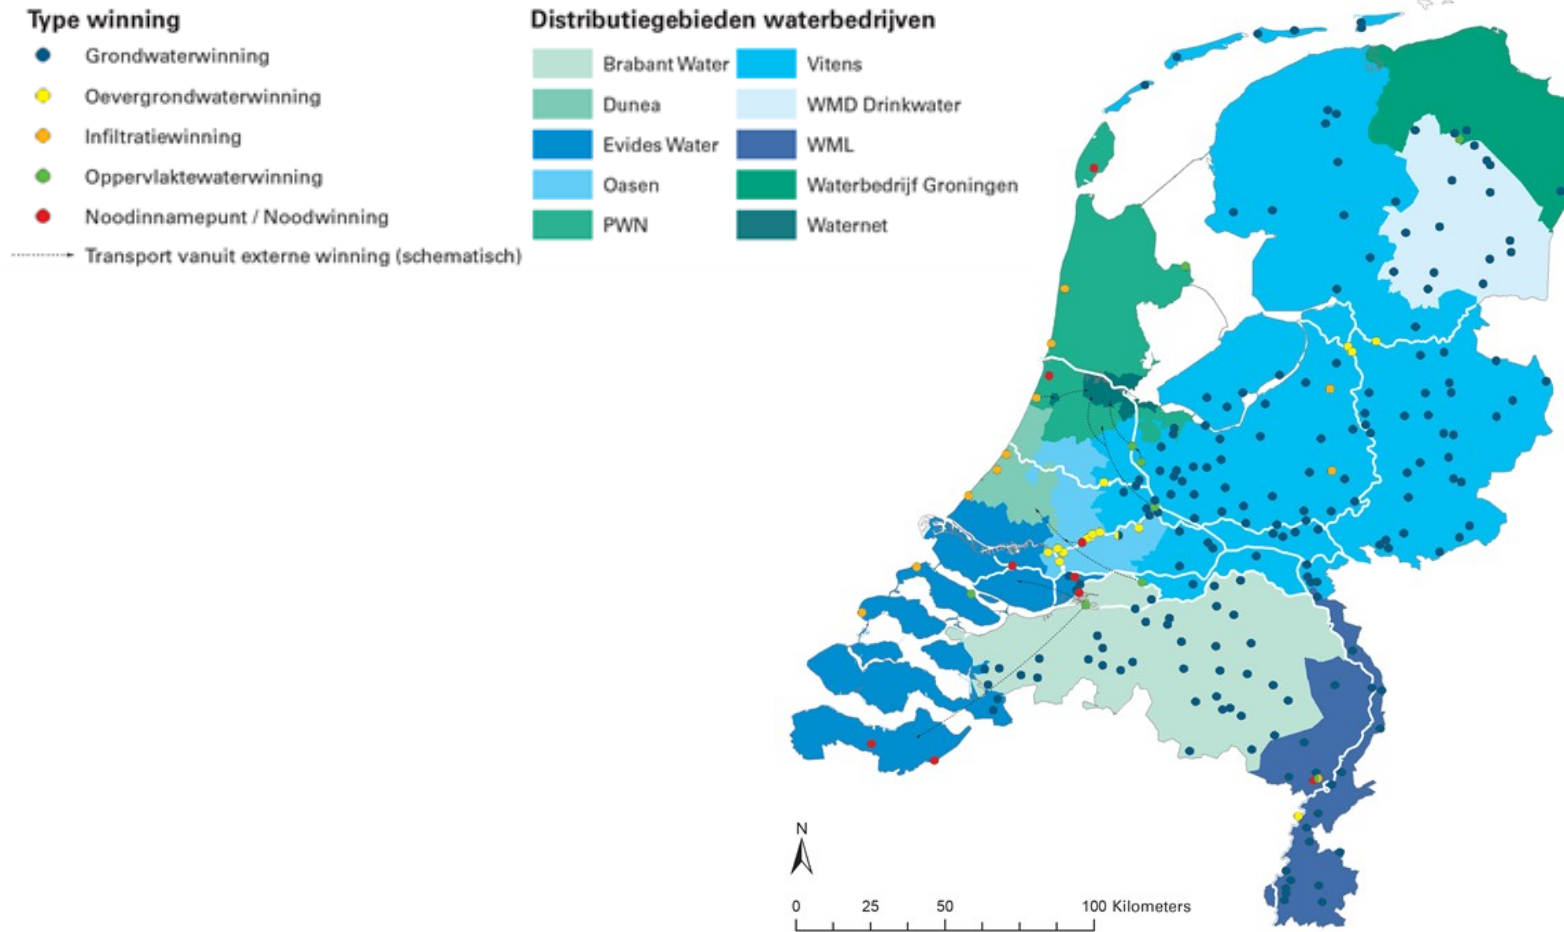 Type winning
Grondwaterwinning
Oevergrondwaterwinning
Infiltratiewinning
Oppervlaktewaterwinning
Noodinnamepunt / Noodwinning
Transport vanuit externe winning (schematisch)
Distributiegebieden waterbedrijven
Brabant Water
Dunea
Evides Water
Oasen
PWN
Vitens
WMD Drinkwater
WML
Waterbedrijf Groningen
Waternet
N
0 25 50 100 Kilometers